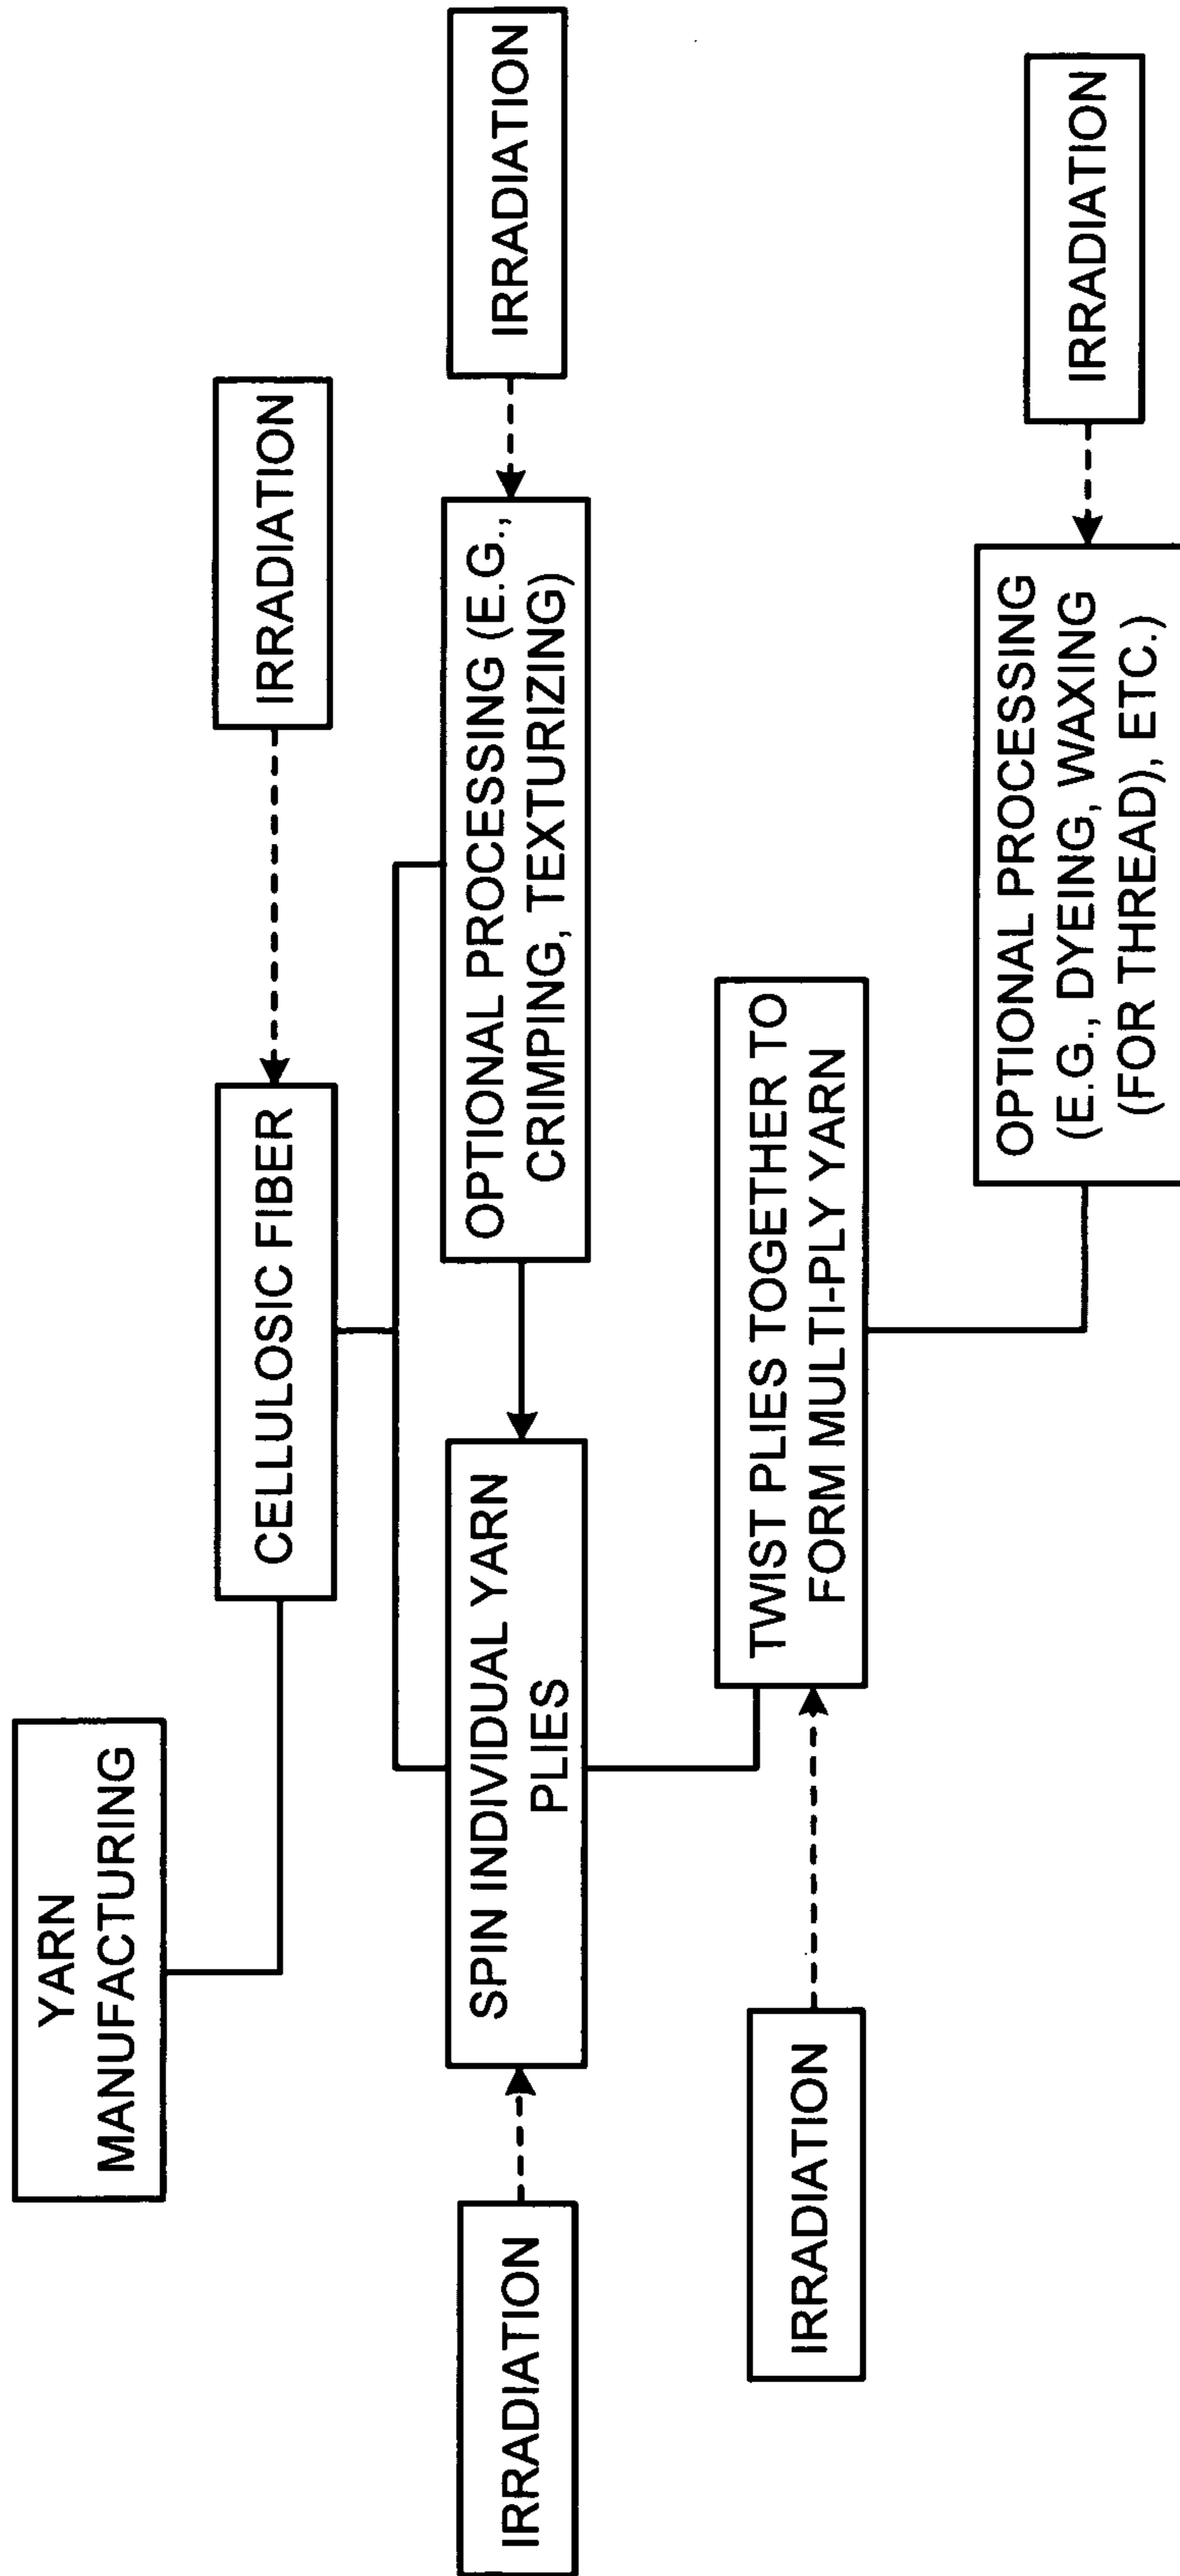 YARN
MANUFACTURING
CELLULOSIC FIBER
IRRADIATION
IRRADIATION
SPIN INDIVIDUAL YARN
PLIES
OPTIONAL PROCESSING (E.G.,
CRIMPING, TEXTURIZING)
IRRADIATION
IRRADIATION
TWIST PLIES TOGETHER TO
FORM MULTI-PLY YARN
OPTIONAL PROCESSING
(E.G., DYEING, WAXING
(FOR THREAD), ETC.)
IRRADIATION